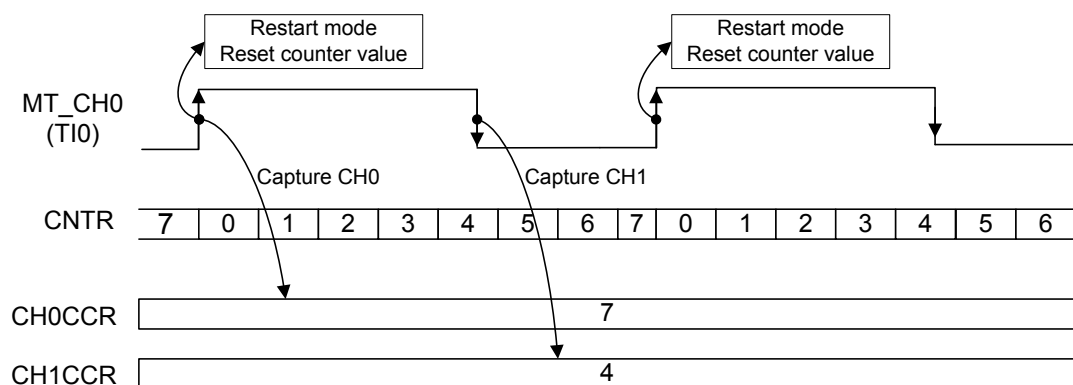 Restart mode
Reset counter value
Restart mode
Reset counter value
MT_CH0
(TI0)
Capture CH0
Capture CH1
CNTR 7 0 1 2 3 4 5 6 7 0 1 2 3 4 5 6
CH0CCR 7
CH1CCR 4